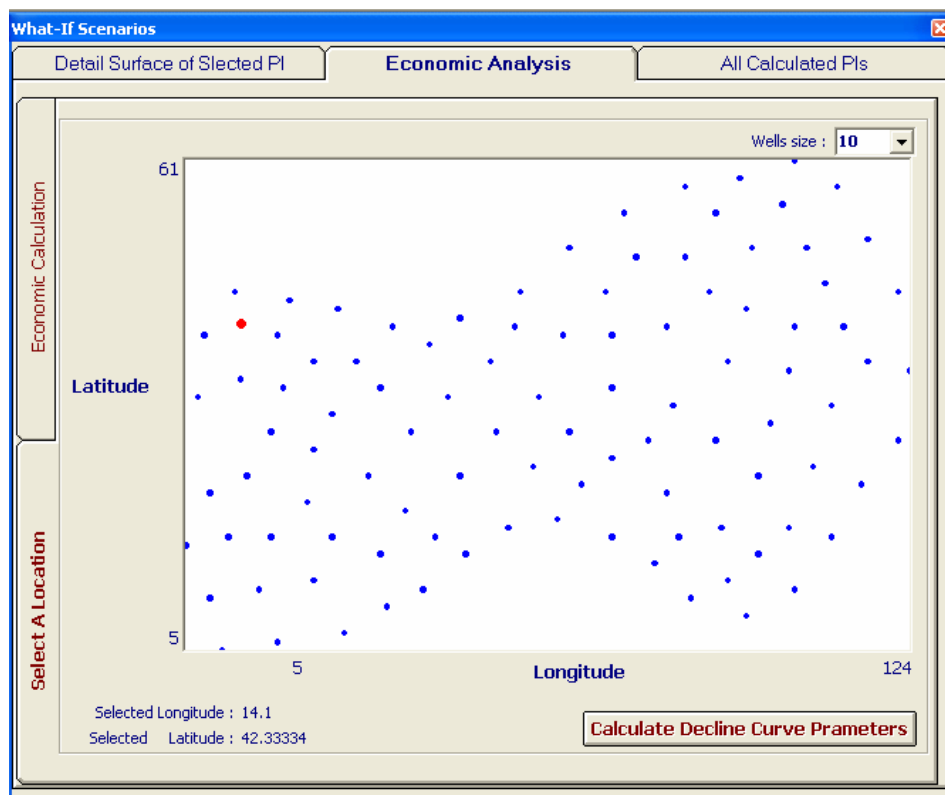 What-If Scenarios
Detail Surface of Slected PI
Economic Analysis
All Calculated PIs
Economic Calculation
Select A Location
Wells size : 10
61
Latitude
5
5
Longitude
124
Selected Longitude : 14.1
Selected Latitude : 42.33334
Calculate Decline Curve Prameters